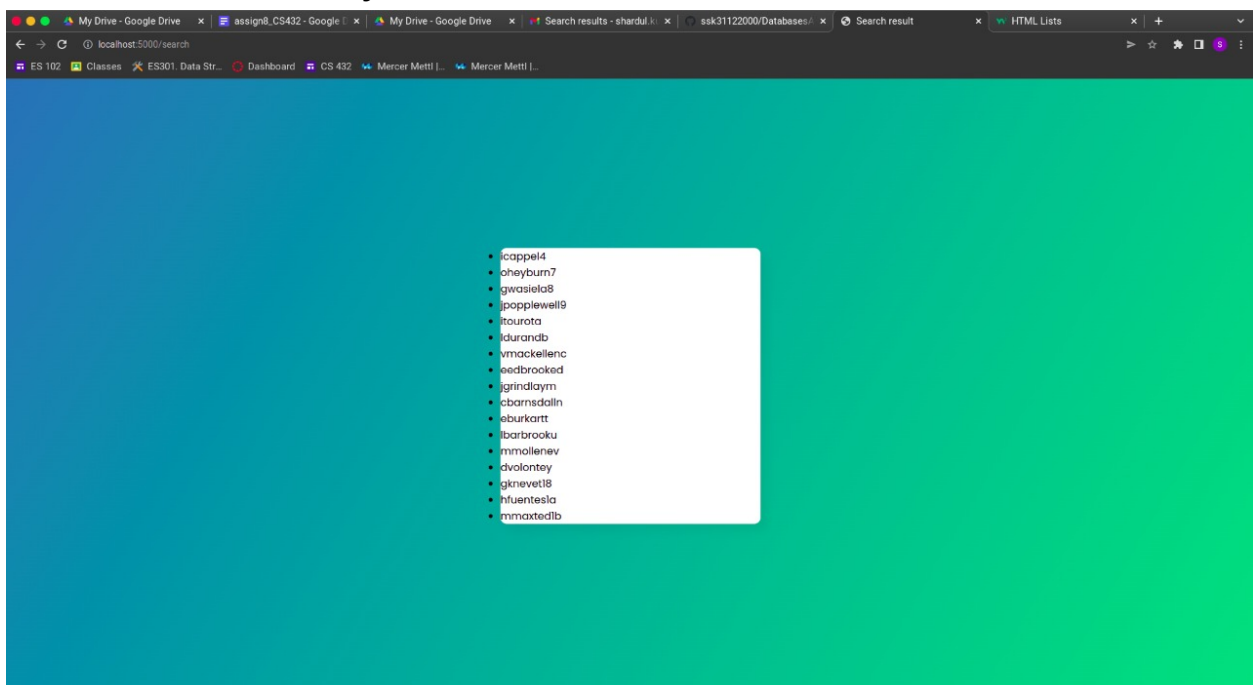 My Drive - Google Drive assign8_CS432 - Google D My Drive - Google Drive Search results - shardul.k ssk31122000/Databases Search result HTML Lists
localhost:5000/search
ES 102 Classes ES301. Data Str... Dashboard CS 432 Mercer Mettl |... Mercer Mettl |...
icappel4
oheyburn7
gwasiela8
jpopplewell9
itourota
ldurandb
vmackellenc
eedbrooked
jgrindlaym
cbarnsdalln
eburkartt
lbarbrooku
mmollenev
dvolontey
gknevet18
hfuentes1a
mmaxted1b